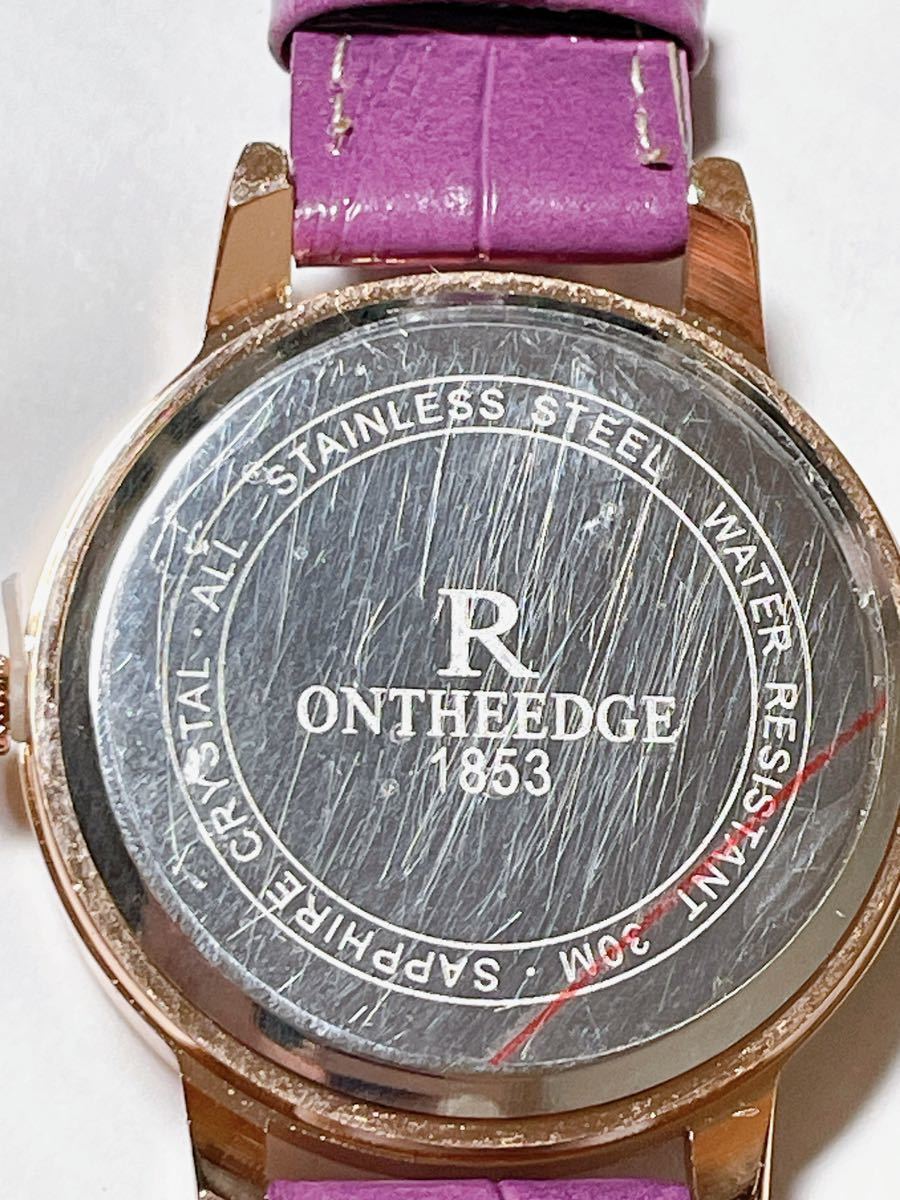 STAINLESS STEEL WATER RESISTANT 30M · SAPPHIRE CRYSTAL · ALL
R
ONTHEEDGE
1853